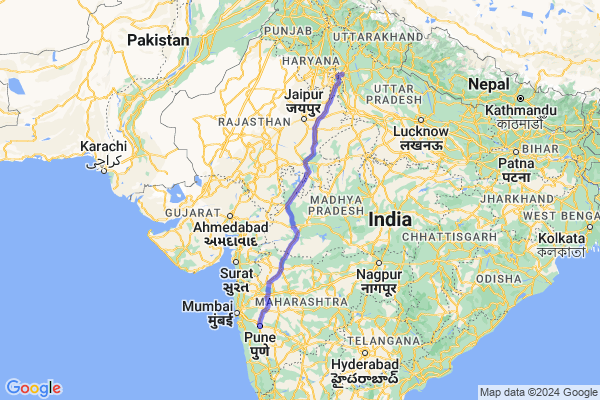 PUNJAB
UTTARAKHAND
Pakistan
HARYANA
Nepal
UTTAR
PRADESH
Jaipur
जयपुर
Kathmandu
काठमाडौं
RAJASTHAN
Lucknow
लखनऊ
Karachi
کراچی
BIHAR
Patna
पटना
MADHYA
PRADESH
JHARKHAND
GUJARAT
India
WEST BENGAL
Ahmedabad
અમદાવાદ
Kolkata
কলকাতা
CHHATTISGARH
Surat
સુરત
Nagpur
नागपूर
ODISHA
Mumbai
मुंबई
MAHARASHTRA
Pune
पुणे
TELANGANA
Hyderabad
హైదరాబాద్
Google
Map data ©2024 Google